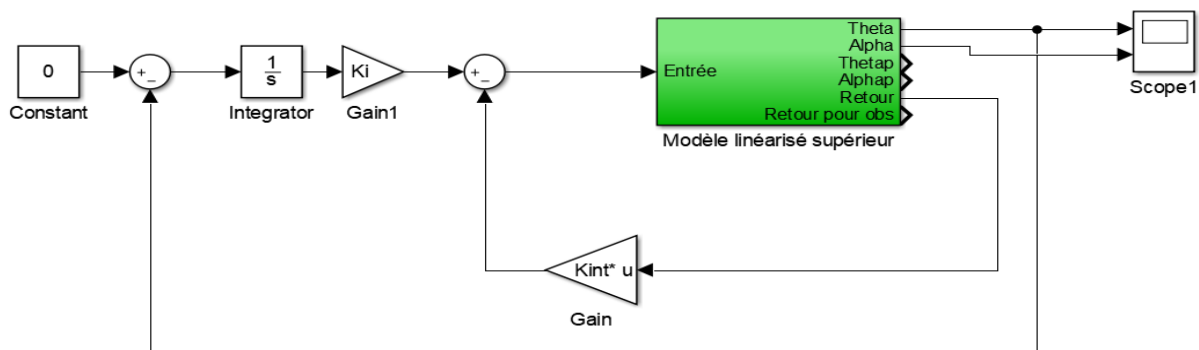 Theta
Alpha
Thetap
Alphap
Retour
Retour pour obs
Entrée
Modèle linéarisé supérieur
Scope1
0
Constant
+
_
1
s
Integrator
Ki
Gain1
+
_
Kint* u
Gain